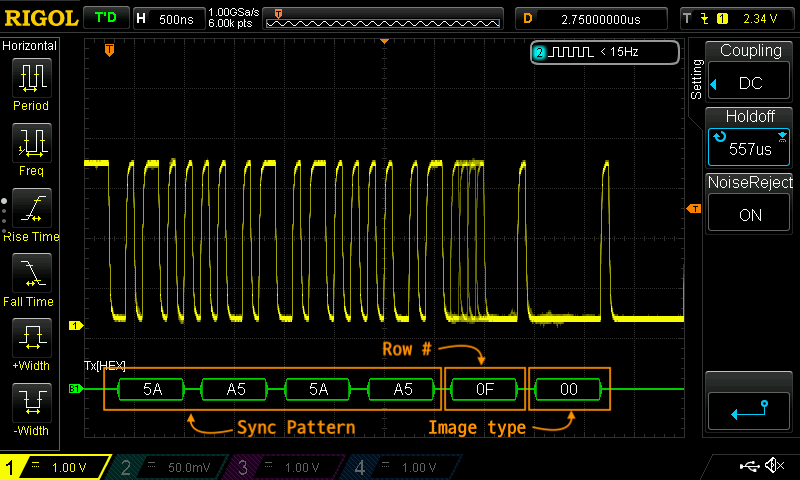 RIGOL T'D H 500ns 1.00GSa/s 6.00k pts T D 2.75000000us T 1 2.34 V
Horizontal
Period
Freq
Rise Time
Fall Time
+Width
-Width
T
2 < 15Hz
T
1
Tx[HEX]
B1
5A A5 5A A5 0F 00
Row #
Sync Pattern
Image type
Setting
Coupling
DC
Holdoff
557us
NoiseReject
ON
1 1.00 V 2 50.0mV 3 1.00 V 4 1.00 V